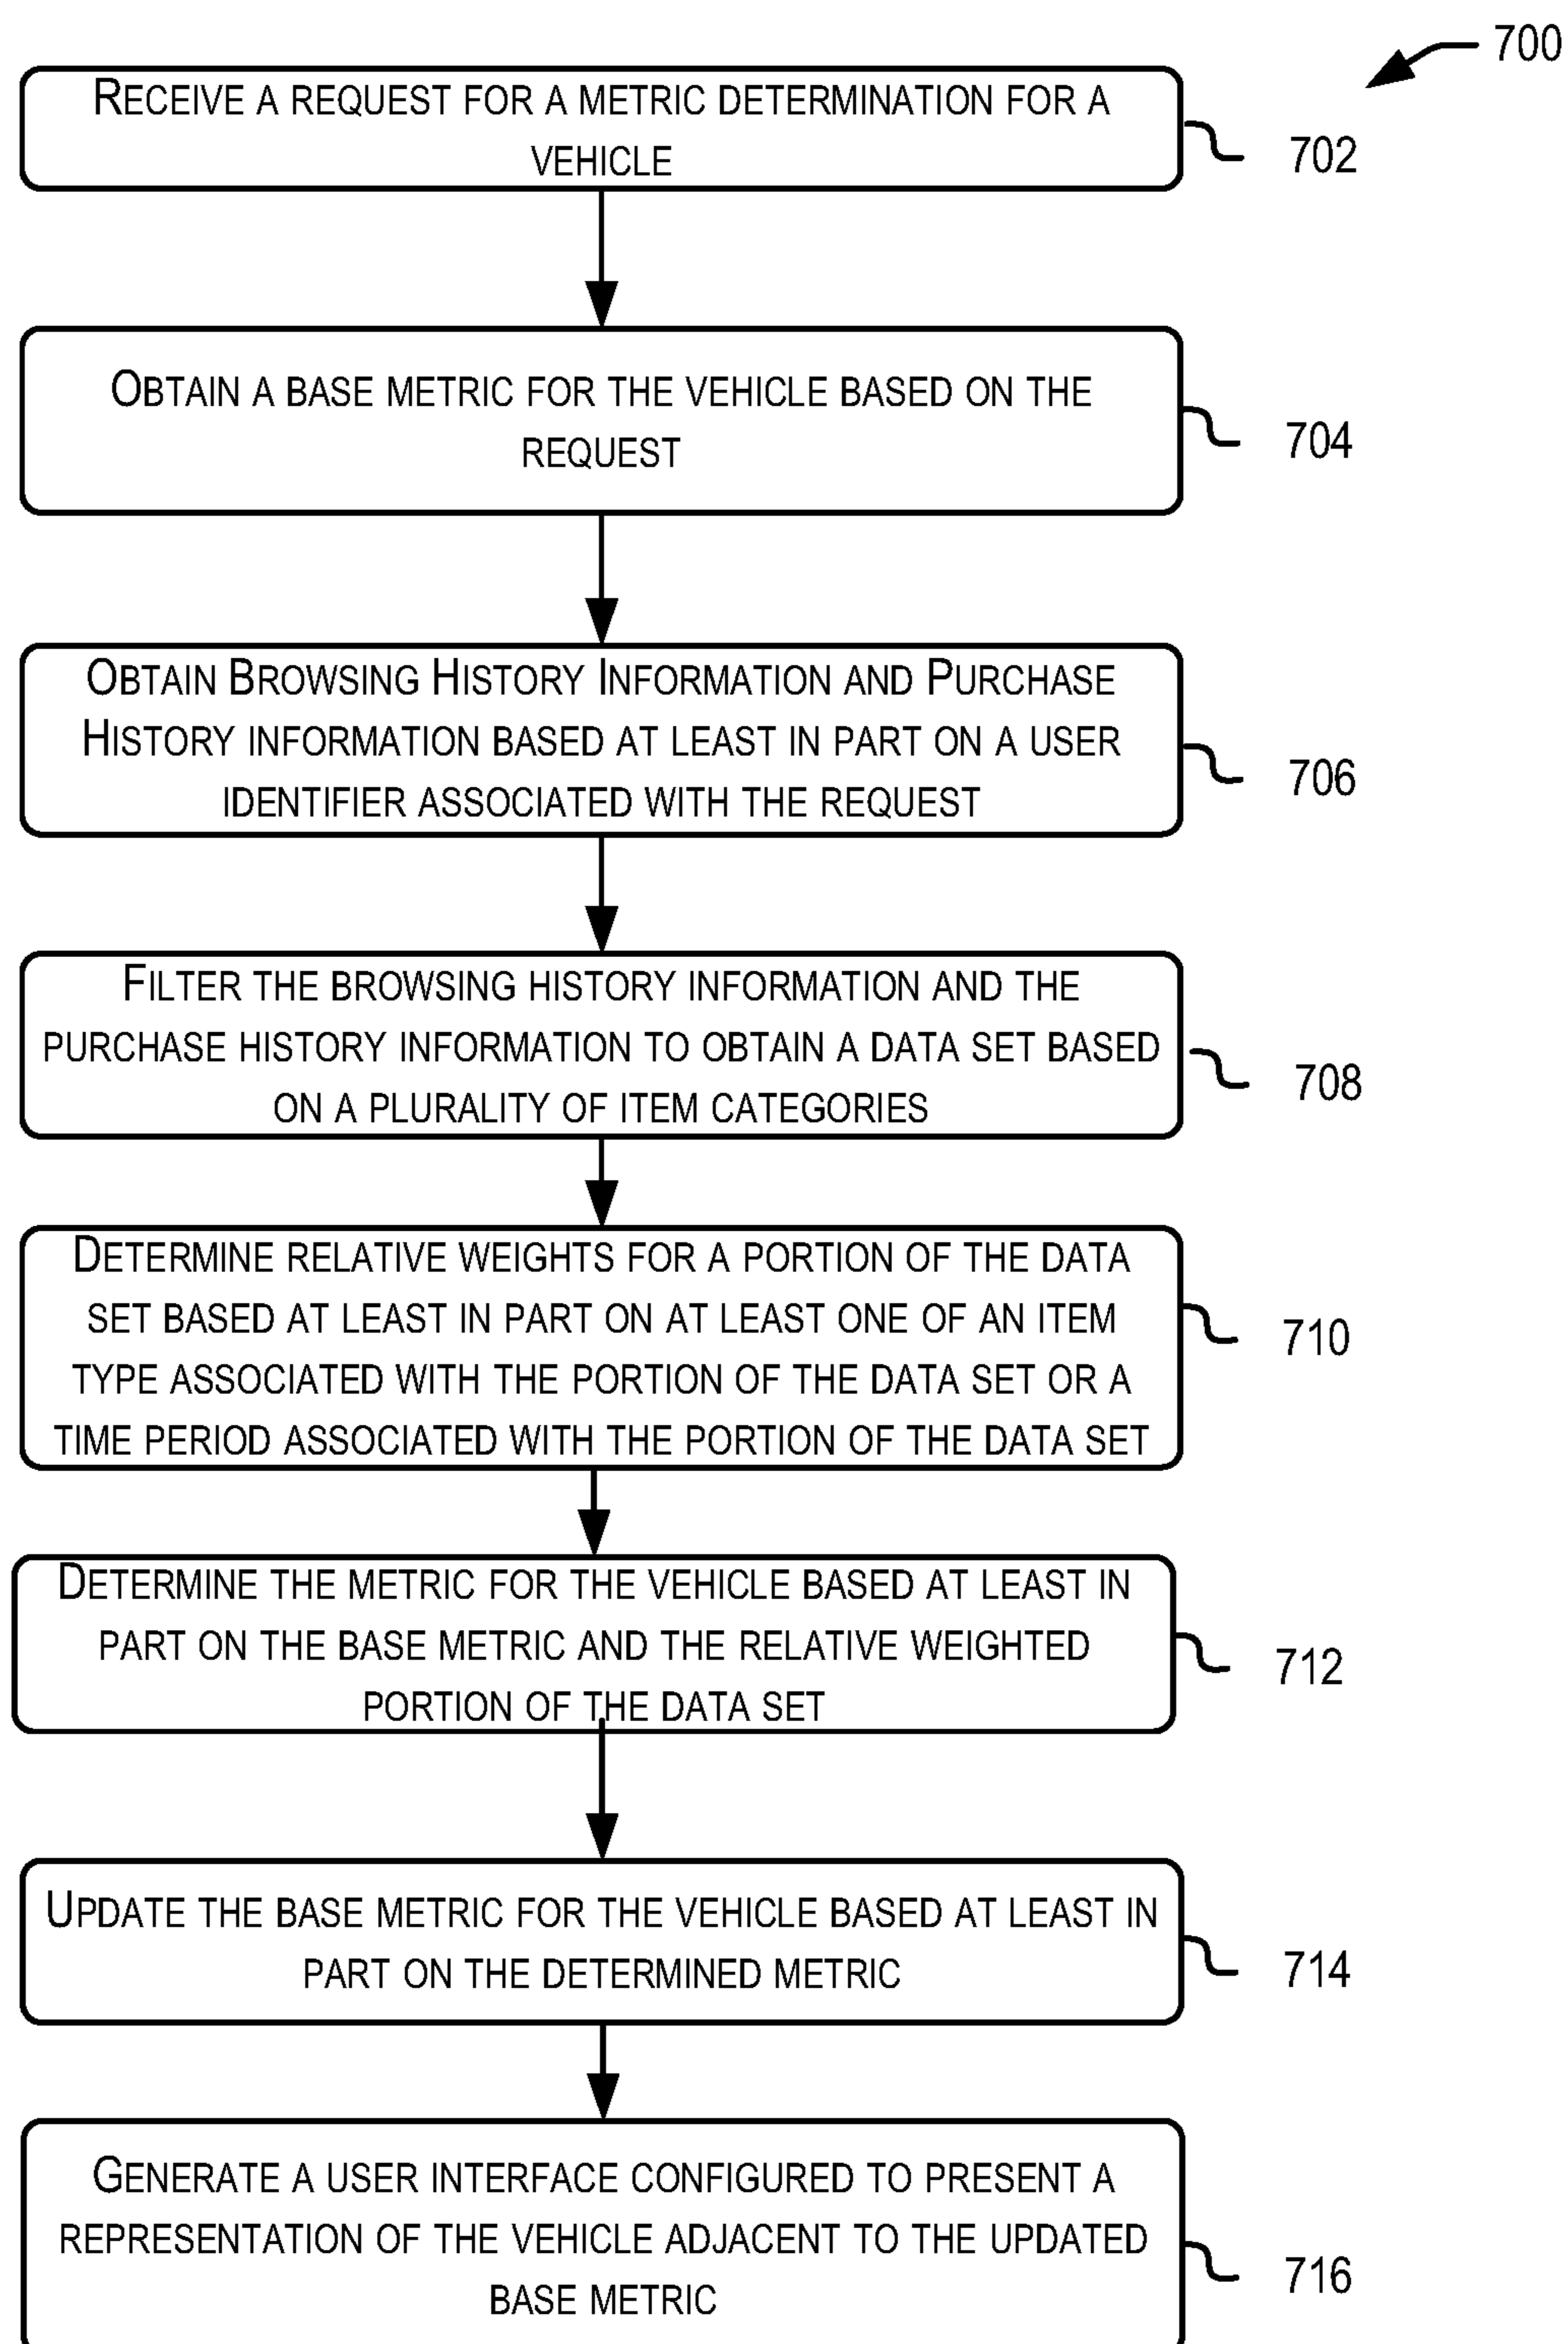 700
RECEIVE A REQUEST FOR A METRIC DETERMINATION FOR A
VEHICLE
702
OBTAIN A BASE METRIC FOR THE VEHICLE BASED ON THE
REQUEST
704
OBTAIN BROWSING HISTORY INFORMATION AND PURCHASE
HISTORY INFORMATION BASED AT LEAST IN PART ON A USER
IDENTIFIER ASSOCIATED WITH THE REQUEST
706
FILTER THE BROWSING HISTORY INFORMATION AND THE
PURCHASE HISTORY INFORMATION TO OBTAIN A DATA SET BASED
ON A PLURALITY OF ITEM CATEGORIES
708
DETERMINE RELATIVE WEIGHTS FOR A PORTION OF THE DATA
SET BASED AT LEAST IN PART ON AT LEAST ONE OF AN ITEM
TYPE ASSOCIATED WITH THE PORTION OF THE DATA SET OR A
TIME PERIOD ASSOCIATED WITH THE PORTION OF THE DATA SET
710
DETERMINE THE METRIC FOR THE VEHICLE BASED AT LEAST IN
PART ON THE BASE METRIC AND THE RELATIVE WEIGHTED
PORTION OF THE DATA SET
712
UPDATE THE BASE METRIC FOR THE VEHICLE BASED AT LEAST IN
PART ON THE DETERMINED METRIC
714
GENERATE A USER INTERFACE CONFIGURED TO PRESENT A
REPRESENTATION OF THE VEHICLE ADJACENT TO THE UPDATED
BASE METRIC
716